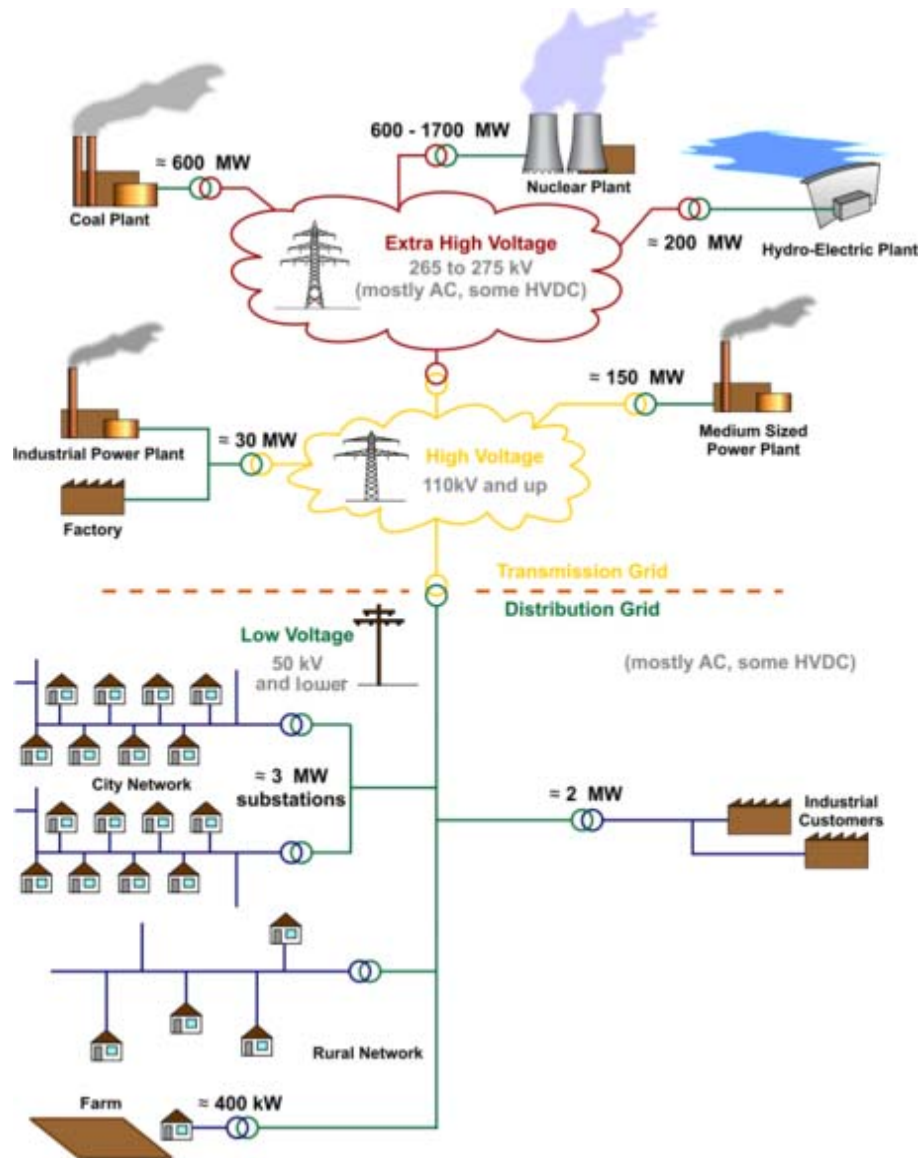 600 - 1700 MW
≈ 600 MW
Nuclear Plant
Coal Plant
≈ 200 MW
Hydro-Electric Plant
Extra High Voltage
265 to 275 kV
(mostly AC, some HVDC)
≈ 150 MW
≈ 30 MW
Industrial Power Plant
Medium Sized
Power Plant
High Voltage
110kV and up
Factory
Transmission Grid
Distribution Grid
Low Voltage
50 kV
and lower
(mostly AC, some HVDC)
City Network
≈ 3 MW
substations
≈ 2 MW
Industrial
Customers
Rural Network
Farm
≈ 400 kW